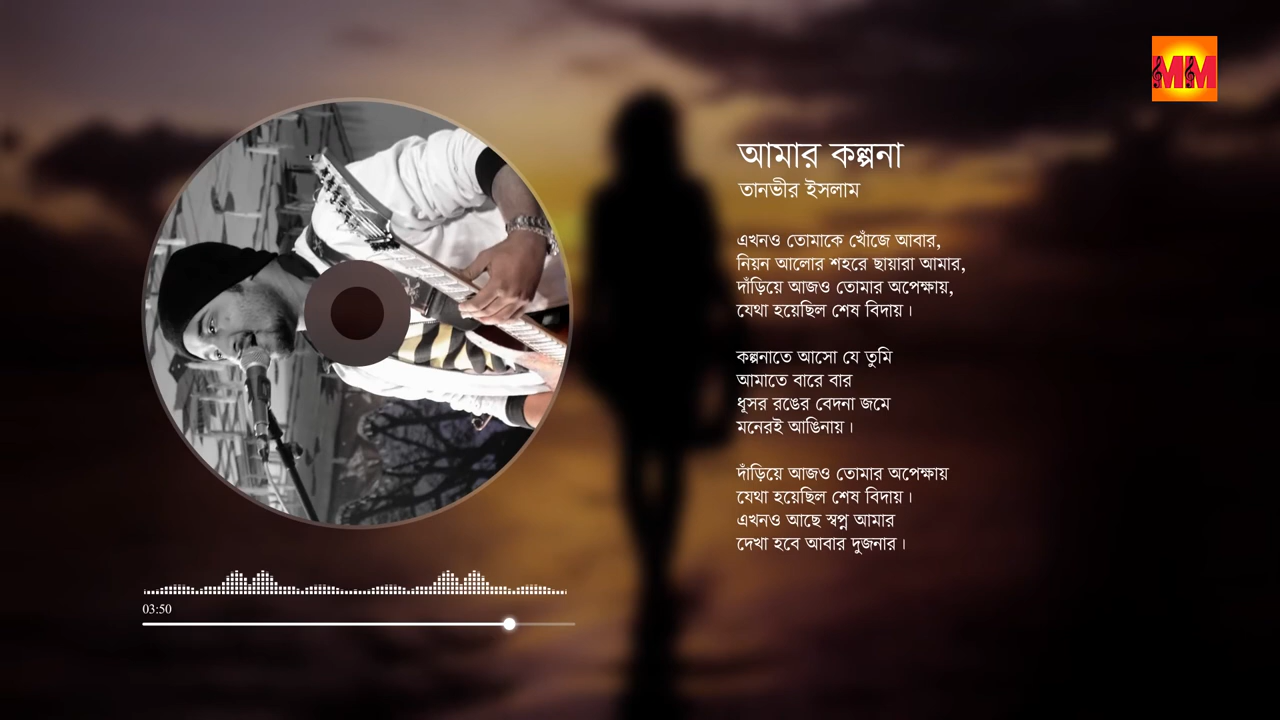 MM
আমার কল্পনা
তানভীর ইসলাম
এখনও তোমাকে খোঁজে আবার,
নিয়ন আলোর শহরে ছায়ারা আমার,
দাঁড়িয়ে আজও তোমার অপেক্ষায়,
যেথা হয়েছিল শেষ বিদায়।
কল্পনাতে আসো যে তুমি
আমাতে বারে বার
ধূসর রঙের বেদনা জমে
মনেরই আঙিনায়।
দাঁড়িয়ে আজও তোমার অপেক্ষায়
যেথা হয়েছিল শেষ বিদায়।
এখনও আছে স্বপ্ন আমার
দেখা হবে আবার দুজনার।
03:50